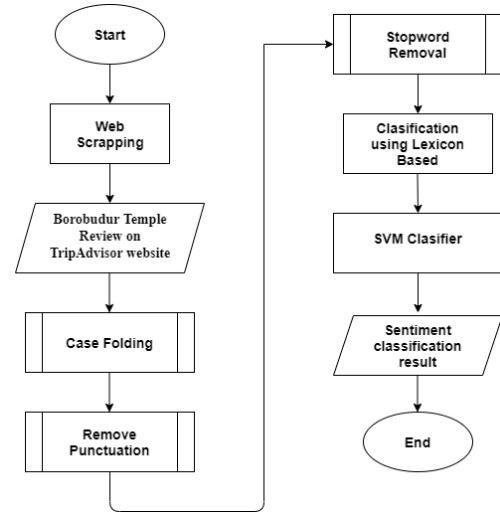 Start
Web
Scrapping
Borobudur Temple
Review on
TripAdvisor website
Case Folding
Remove
Punctuation
Stopword
Removal
Clasification
using Lexicon
Based
SVM Clasifier
Sentiment
classification
result
End